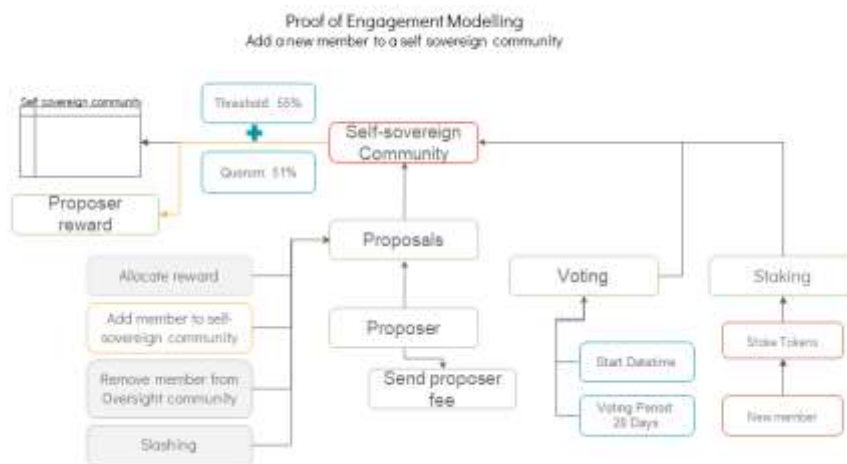 Proof of Engagement Modelling
Add a new member to a self sovereign community
Self sovereign community
Threshold: 55%
Quorum: 51%
Self-sovereign
Community
Proposer
reward
Proposals
Allocate reward
Add member to self-
sovereign community
Remove member from
Oversight community
Slashing
Proposer
Send proposer
fee
Voting
Start Datetime
Voting Period:
28 Days
Staking
Stake Tokens
New member